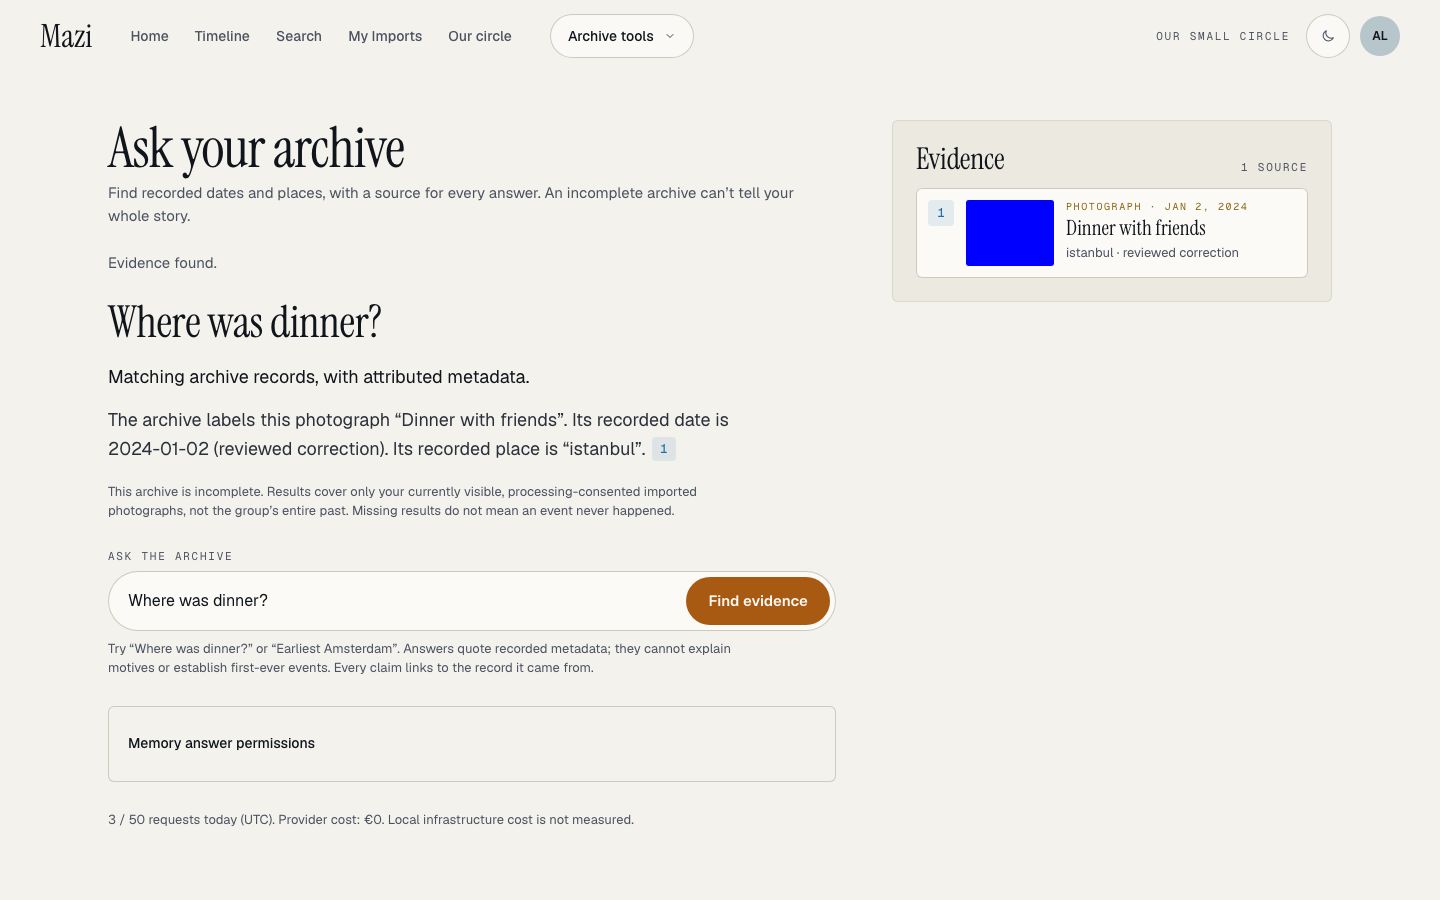 Mazi
Home
Timeline
Search
My Imports
Our circle
Archive tools
OUR SMALL CIRCLE
AL
Ask your archive
Find recorded dates and places, with a source for every answer. An incomplete archive can’t tell your
whole story.
Evidence found.
Where was dinner?
Matching archive records, with attributed metadata.
The archive labels this photograph “Dinner with friends”. Its recorded date is
2024-01-02 (reviewed correction). Its recorded place is “istanbul”. 1
This archive is incomplete. Results cover only your currently visible, processing-consented imported
photographs, not the group’s entire past. Missing results do not mean an event never happened.
ASK THE ARCHIVE
Where was dinner?
Find evidence
Try “Where was dinner?” or “Earliest Amsterdam”. Answers quote recorded metadata; they cannot explain
motives or establish first-ever events. Every claim links to the record it came from.
Memory answer permissions
3 / 50 requests today (UTC). Provider cost: €0. Local infrastructure cost is not measured.
Evidence
1 SOURCE
1
PHOTOGRAPH · JAN 2, 2024
Dinner with friends
istanbul · reviewed correction